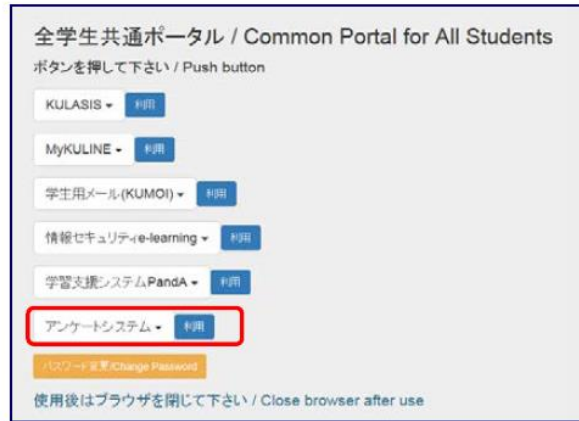 全学生共通ポータル / Common Portal for All Students
ボタンを押して下さい / Push button
KULASIS 利用
MyKULINE 利用
学生用メール(KUMOI) 利用
情報セキュリティe-learning 利用
学習支援システムPandA 利用
アンケートシステム 利用
パスワード変更/Change Password
使用後はブラウザを閉じて下さい / Close browser after use